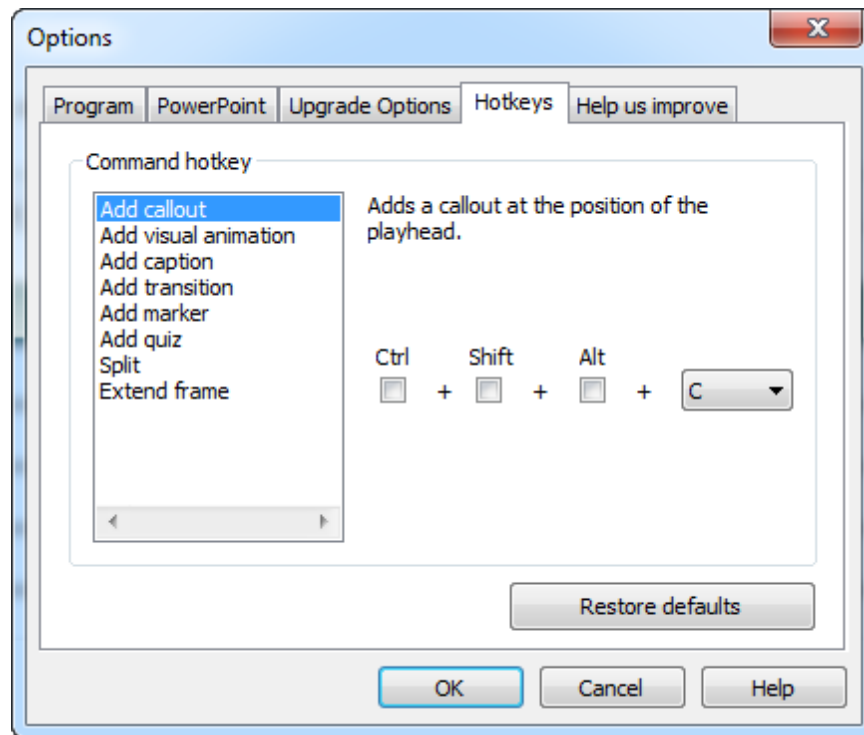 Options
Program PowerPoint Upgrade Options Hotkeys Help us improve
Command hotkey
Add callout
Add visual animation
Add caption
Add transition
Add marker
Add quiz
Split
Extend frame
Adds a callout at the position of the
playhead.
Ctrl Shift Alt
+ + + C
Restore defaults
OK Cancel Help